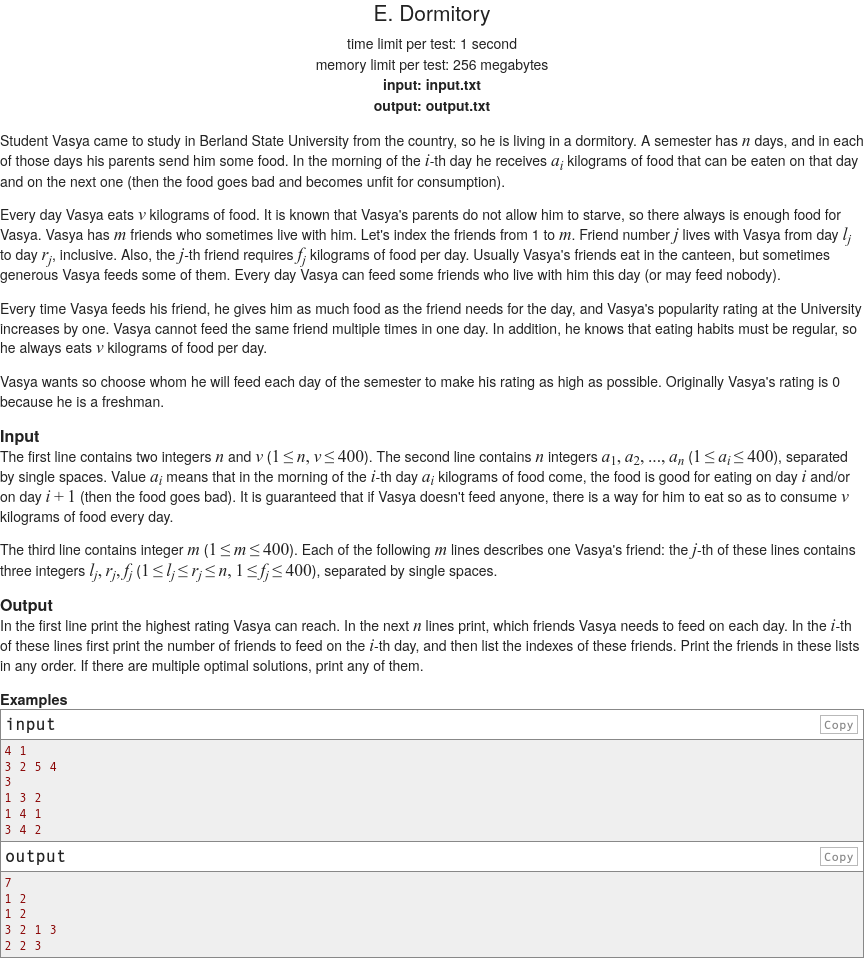 E. Dormitory
time limit per test: 1 second
memory limit per test: 256 megabytes
input: input.txt
output: output.txt
Student Vasya came to study in Berland State University from the country, so he is living in a dormitory. A semester has n days, and in each
of those days his parents send him some food. In the morning of the i-th day he receives a_i kilograms of food that can be eaten on that day
and on the next one (then the food goes bad and becomes unfit for consumption).
Every day Vasya eats v kilograms of food. It is known that Vasya's parents do not allow him to starve, so there always is enough food for
Vasya. Vasya has m friends who sometimes live with him. Let's index the friends from 1 to m. Friend number j lives with Vasya from day l_j
to day r_j, inclusive. Also, the j-th friend requires f_j kilograms of food per day. Usually Vasya's friends eat in the canteen, but sometimes
generous Vasya feeds some of them. Every day Vasya can feed some friends who live with him this day (or may feed nobody).
Every time Vasya feeds his friend, he gives him as much food as the friend needs for the day, and Vasya's popularity rating at the University
increases by one. Vasya cannot feed the same friend multiple times in one day. In addition, he knows that eating habits must be regular, so
he always eats v kilograms of food per day.
Vasya wants so choose whom he will feed each day of the semester to make his rating as high as possible. Originally Vasya's rating is 0
because he is a freshman.
Input
The first line contains two integers n and v (1 ≤ n, v ≤ 400). The second line contains n integers a_1, a_2, ..., a_n (1 ≤ a_i ≤ 400), separated
by single spaces. Value a_i means that in the morning of the i-th day a_i kilograms of food come, the food is good for eating on day i and/or
on day i + 1 (then the food goes bad). It is guaranteed that if Vasya doesn't feed anyone, there is a way for him to eat so as to consume v
kilograms of food every day.
The third line contains integer m (1 ≤ m ≤ 400). Each of the following m lines describes one Vasya's friend: the j-th of these lines contains
three integers l_j, r_j, f_j (1 ≤ l_j ≤ r_j ≤ n, 1 ≤ f_j ≤ 400), separated by single spaces.
Output
In the first line print the highest rating Vasya can reach. In the next n lines print, which friends Vasya needs to feed on each day. In the i-th
of these lines first print the number of friends to feed on the i-th day, and then list the indexes of these friends. Print the friends in these lists
in any order. If there are multiple optimal solutions, print any of them.
Examples
input Copy
4 1
3 2 5 4
3
1 3 2
1 4 1
3 4 2
output Copy
7
1 2
1 2
3 2 1 3
2 2 3